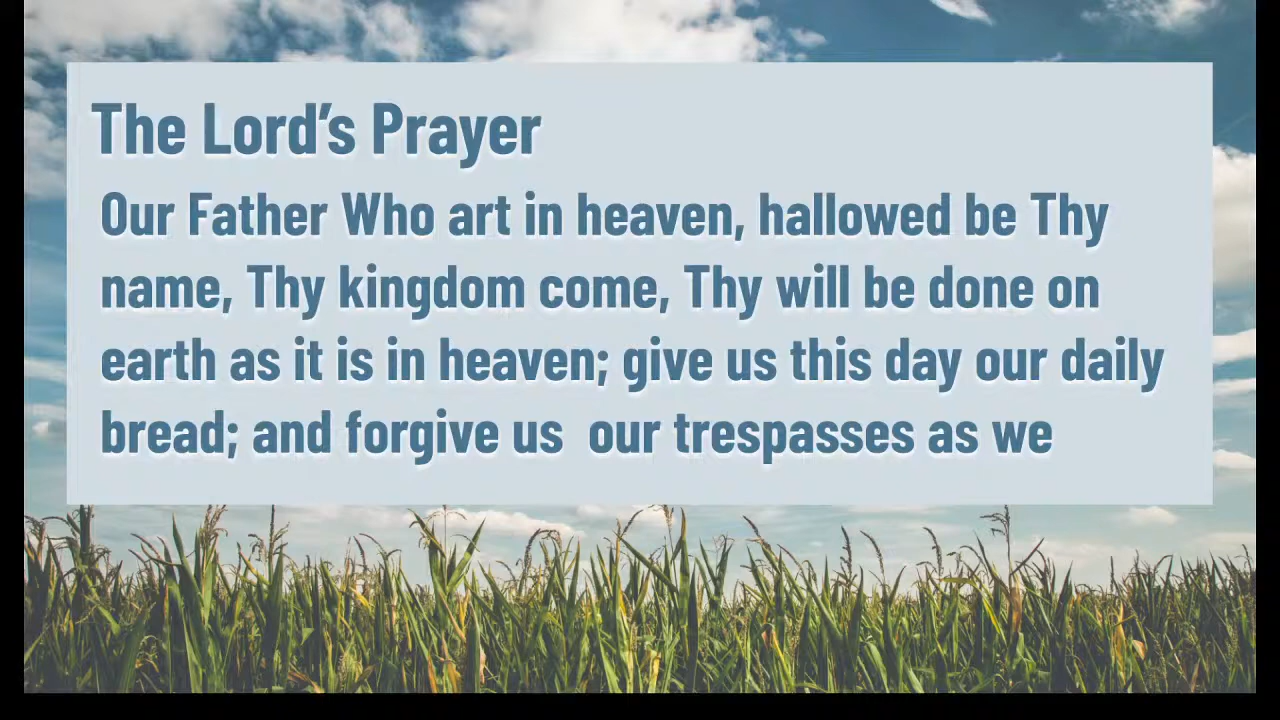 The Lord’s Prayer
Our Father Who art in heaven, hallowed be Thy
name, Thy kingdom come, Thy will be done on
earth as it is in heaven; give us this day our daily
bread; and forgive us  our trespasses as we